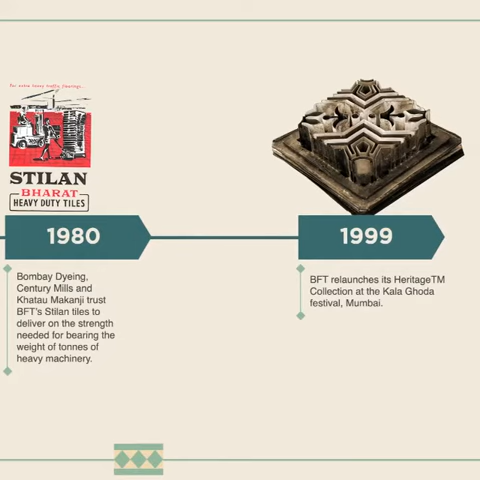 For extra heavy traffic floorings...
STILAN
BHARAT
HEAVY DUTY TILES
1980
Bombay Dyeing,
Century Mills and
Khatau Makanji trust
BFT's Stilan tiles to
deliver on the strength
needed for bearing the
weight of tonnes of
heavy machinery.
1999
BFT relaunches its HeritageTM
Collection at the Kala Ghoda
festival, Mumbai.